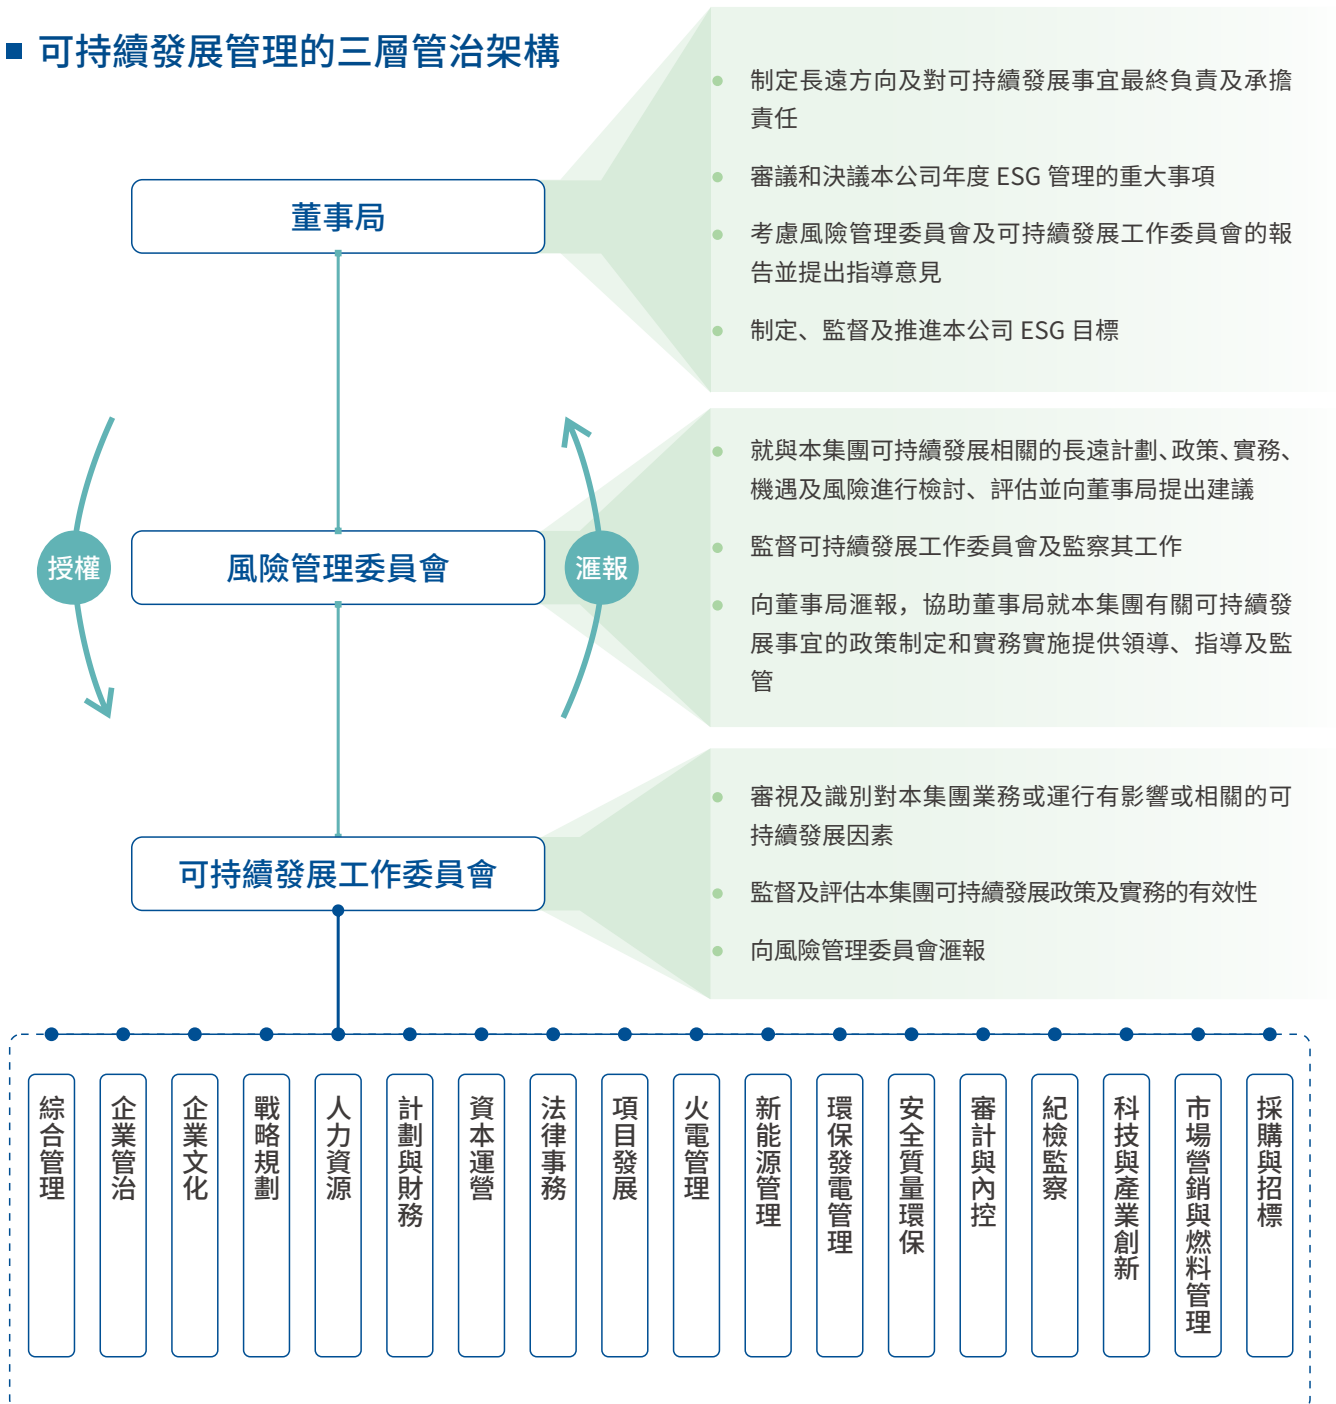 可持續發展管理的三層管治架構
董事局
制定長遠方向及對可持續發展事宜最終負責及承擔
責任
審議和決議本公司年度 ESG 管理的重大事項
考慮風險管理委員會及可持續發展工作委員會的報
告並提出指導意見
制定、監督及推進本公司 ESG 目標
授權
風險管理委員會
滙報
就與本集團可持續發展相關的長遠計劃、政策、實務、
機遇及風險進行檢討、評估並向董事局提出建議
監督可持續發展工作委員會及監察其工作
向董事局滙報，協助董事局就本集團有關可持續發
展事宜的政策制定和實務實施提供領導、指導及監
管
可持續發展工作委員會
審視及識別對本集團業務或運行有影響或相關的可
持續發展因素
監督及評估本集團可持續發展政策及實務的有效性
向風險管理委員會滙報
綜合管理
企業管治
企業文化
戰略規劃
人力資源
計劃與財務
資本運營
法律事務
項目發展
火電管理
新能源管理
環保發電管理
安全質量環保
審計與內控
紀檢監察
科技與產業創新
市場營銷與燃料管理
採購與招標